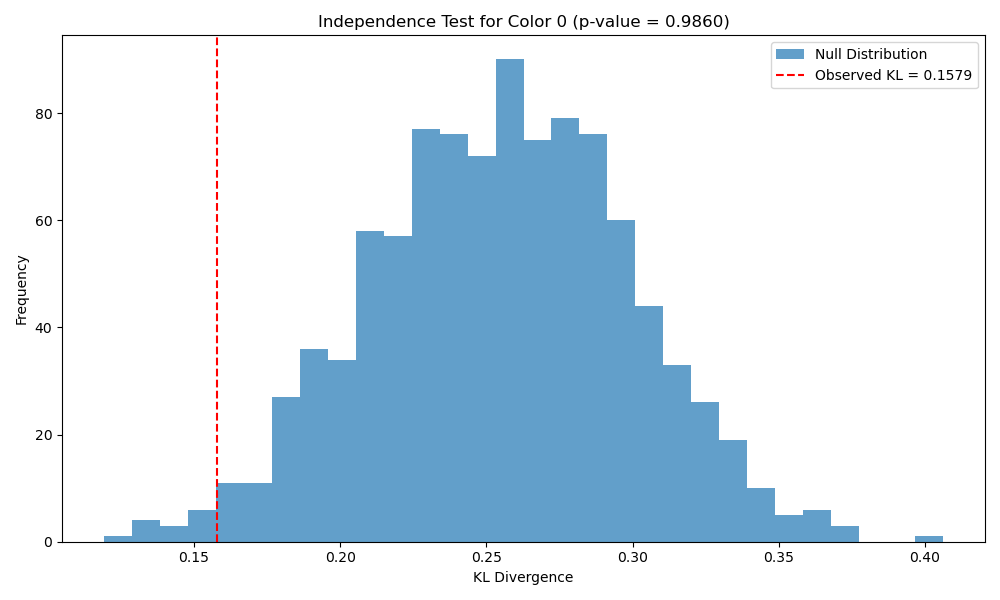 Independence Test for Color 0 (p-value = 0.9860)
Null Distribution
Observed KL = 0.1579
Frequency
80
60
40
20
0
0.15 0.20 0.25 0.30 0.35 0.40
KL Divergence